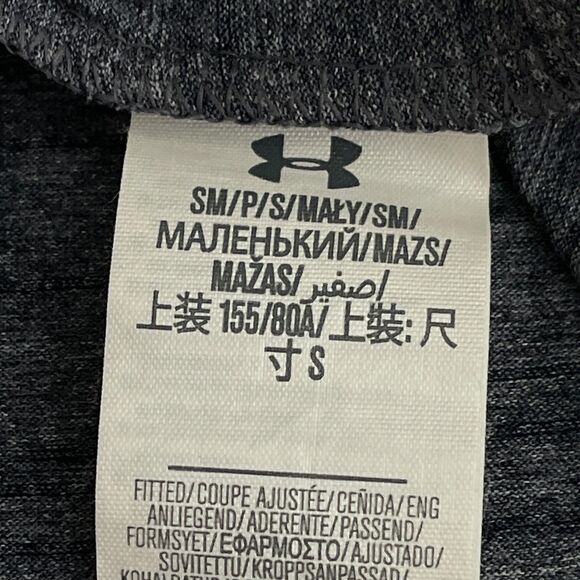 SM/P/S/MAŁY/SM/
МАЛЕНЬКИЙ/MAZS/
MAŽAS/صغير/
上装 155/80A/上裝: 尺
寸 S
FITTED/COUPE AJUSTÉE/CEÑIDA/ENG
ANLIEGEND/ADERENTE/PASSEND/
FORMSYET/ΕΦΑΡΜΟΣΤΟ/AJUSTADO/
SOVITETTU/KROPPSANPASSAD/